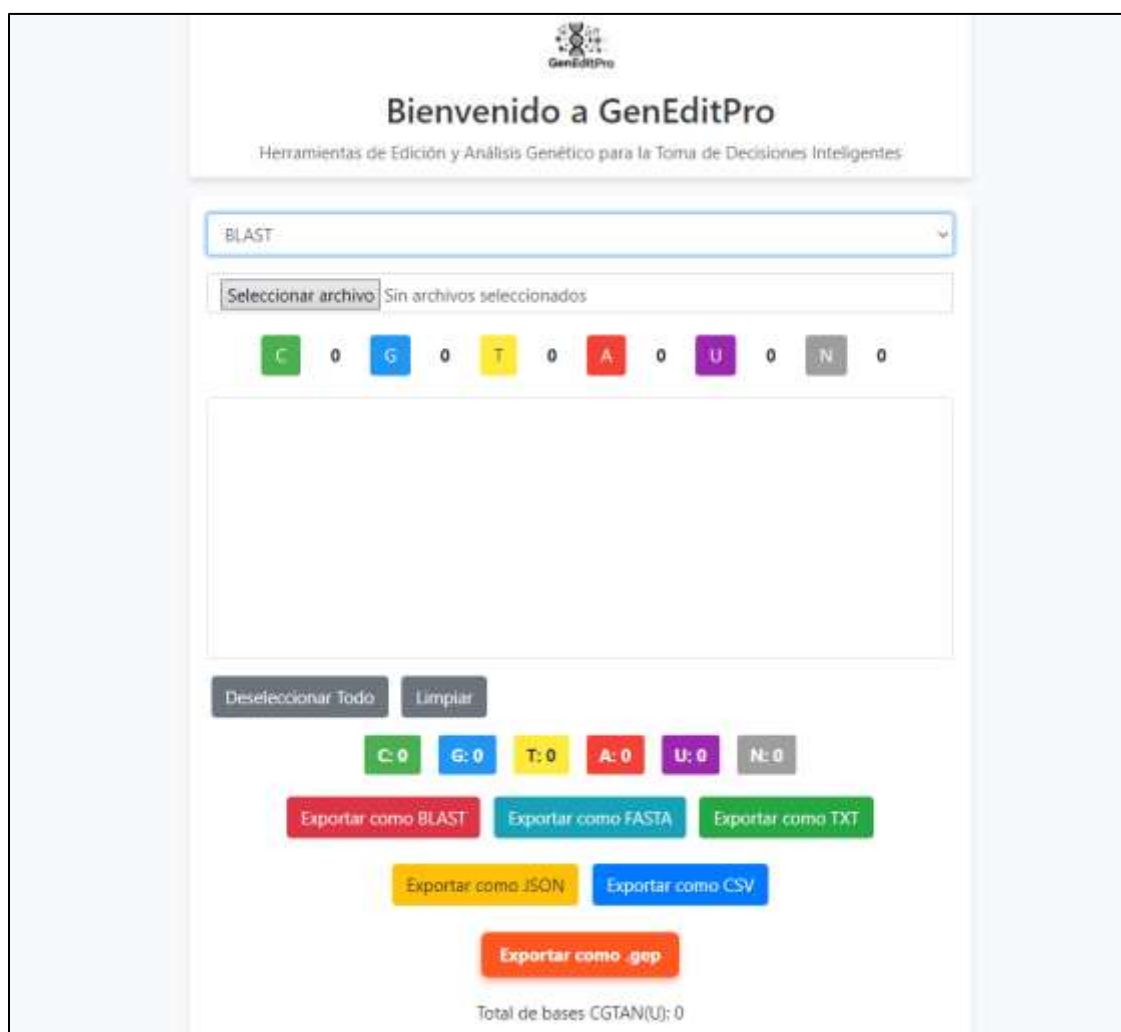 GenEditPro
Bienvenido a GenEditPro
Herramientas de Edición y Análisis Genético para la Toma de Decisiones Inteligentes
BLAST
Seleccionar archivo Sin archivos seleccionados
C 0 G 0 T 0 A 0 U 0 N 0
Deseleccionar Todo Limpiar
C: 0 G: 0 T: 0 A: 0 U: 0 N: 0
Exportar como BLAST Exportar como FASTA Exportar como TXT
Exportar como JSON Exportar como CSV
Exportar como .gep
Total de bases CGTAN(U): 0